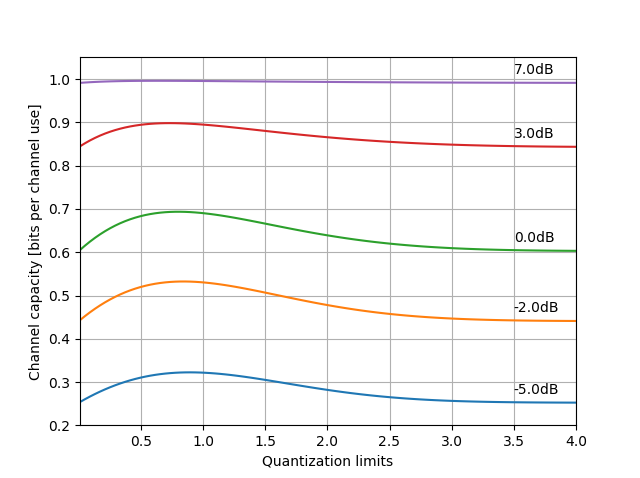 Channel capacity [bits per channel use]
1.0
0.9
0.8
0.7
0.6
0.5
0.4
0.3
0.2
7.0dB
3.0dB
0.0dB
-2.0dB
-5.0dB
0.5 1.0 1.5 2.0 2.5 3.0 3.5 4.0
Quantization limits